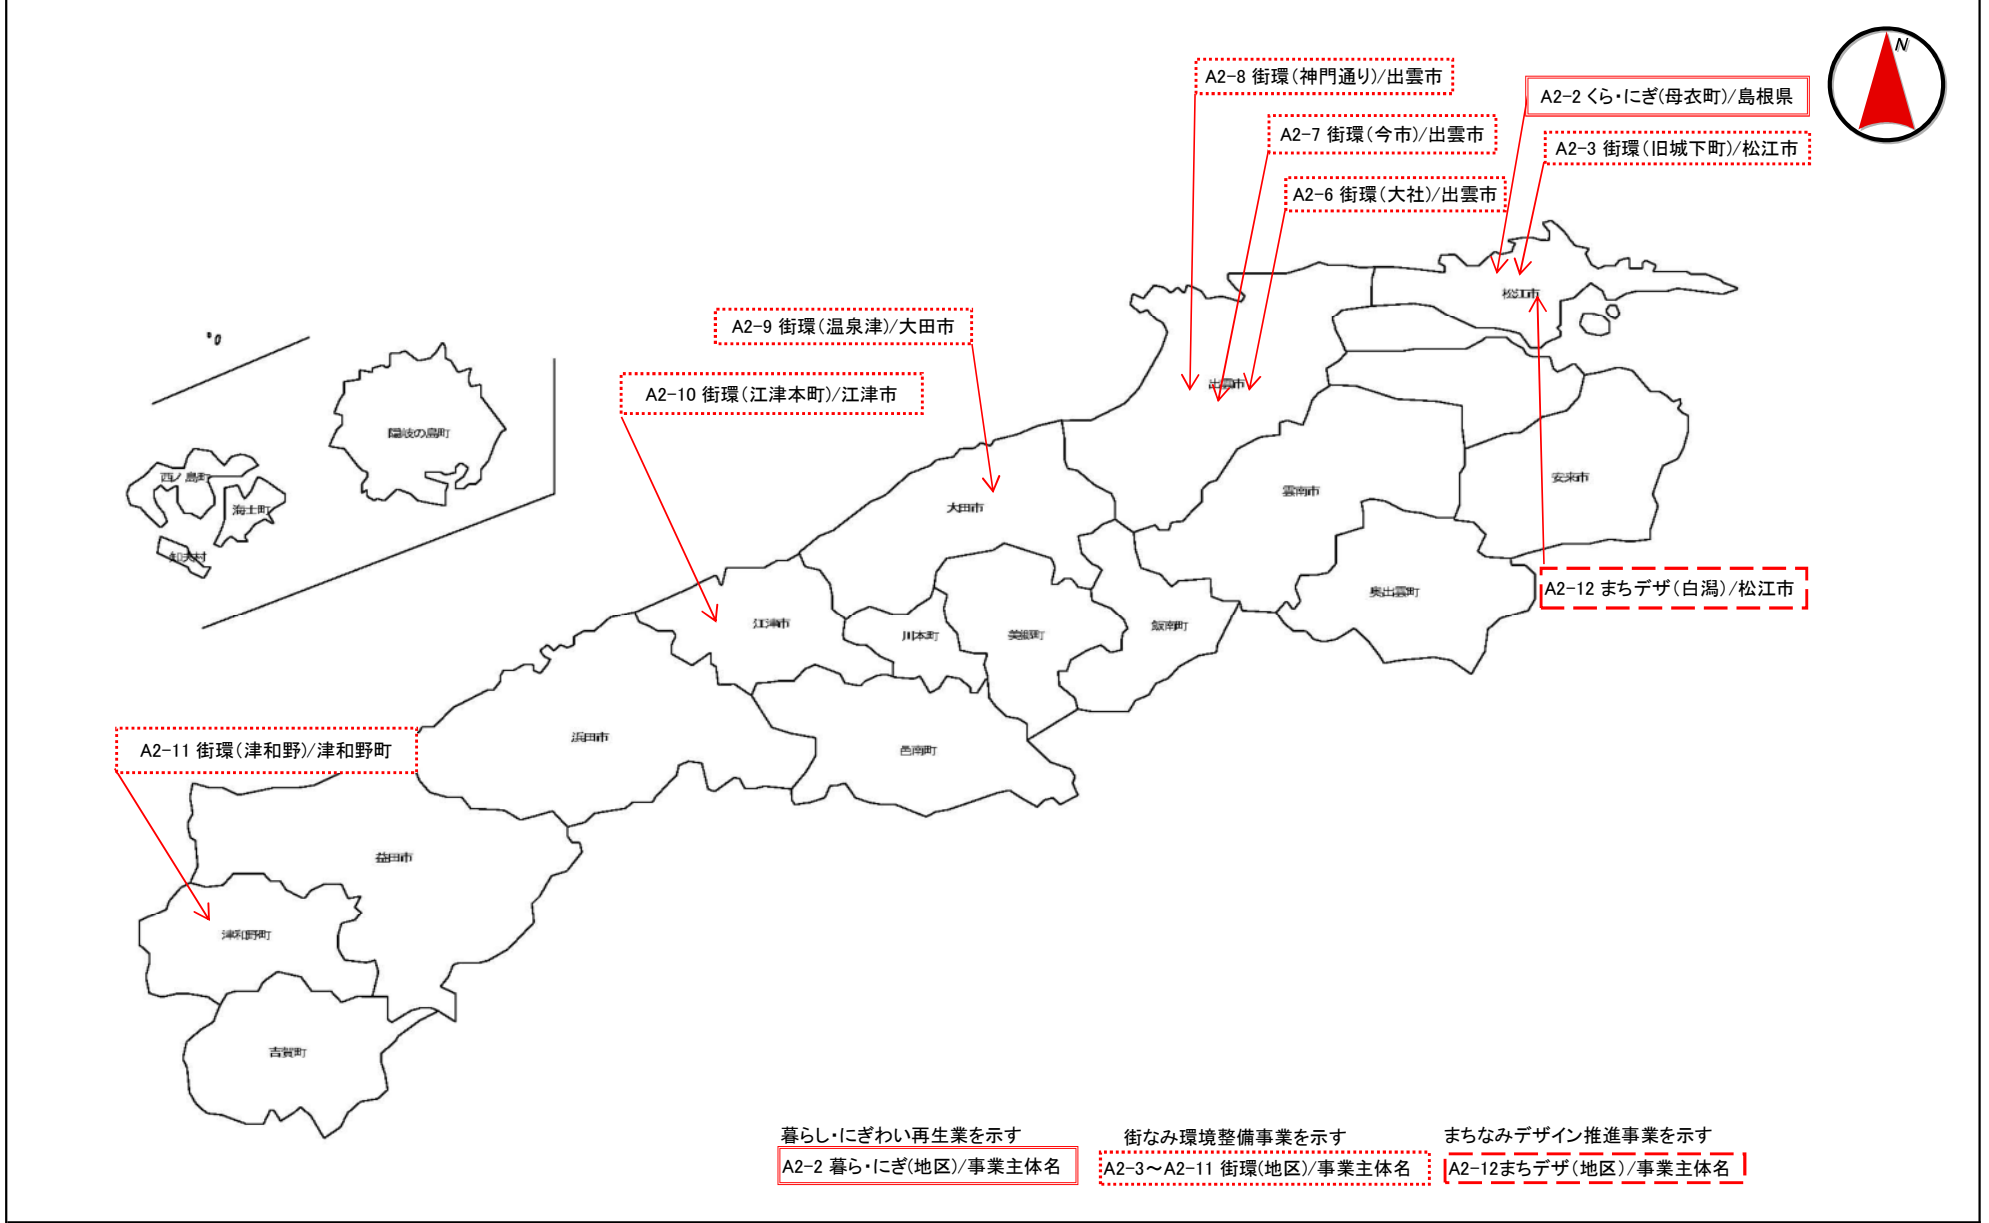 N
A2-8 街環(神門通り)/出雲市
A2-2 くら・にぎ(母衣町)/島根県
A2-7 街環(今市)/出雲市
A2-3 街環(旧城下町)/松江市
A2-6 街環(大社)/出雲市
松江市
A2-9 街環(温泉津)/大田市
A2-10 街環(江津本町)/江津市
出雲市
隠岐の島町
西ノ島町
海士町
知夫村
大田市
雲南市
安来市
A2-12 まちデザ(白潟)/松江市
奥出雲町
江津市
川本町
美郷町
飯南町
浜田市
邑南町
A2-11 街環(津和野)/津和野町
益田市
津和野町
吉賀町
暮らし・にぎわい再生業を示す
A2-2 暮ら・にぎ(地区)/事業主体名
街なみ環境整備事業を示す
A2-3～A2-11 街環(地区)/事業主体名
まちなみデザイン推進事業を示す
A2-12まちデザ(地区)/事業主体名